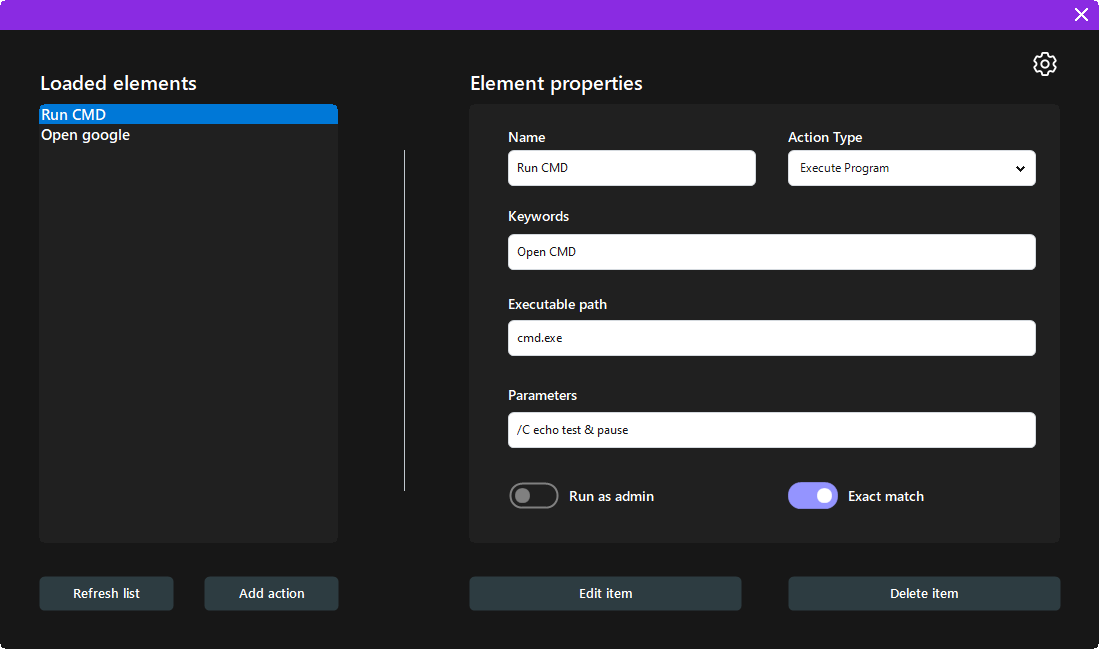 Loaded elements
Run CMD
Open google
Refresh list
Add action
Element properties
Name
Action Type
Run CMD
Execute Program
Keywords
Open CMD
Executable path
cmd.exe
Parameters
/C echo test & pause
Run as admin
Exact match
Edit item
Delete item